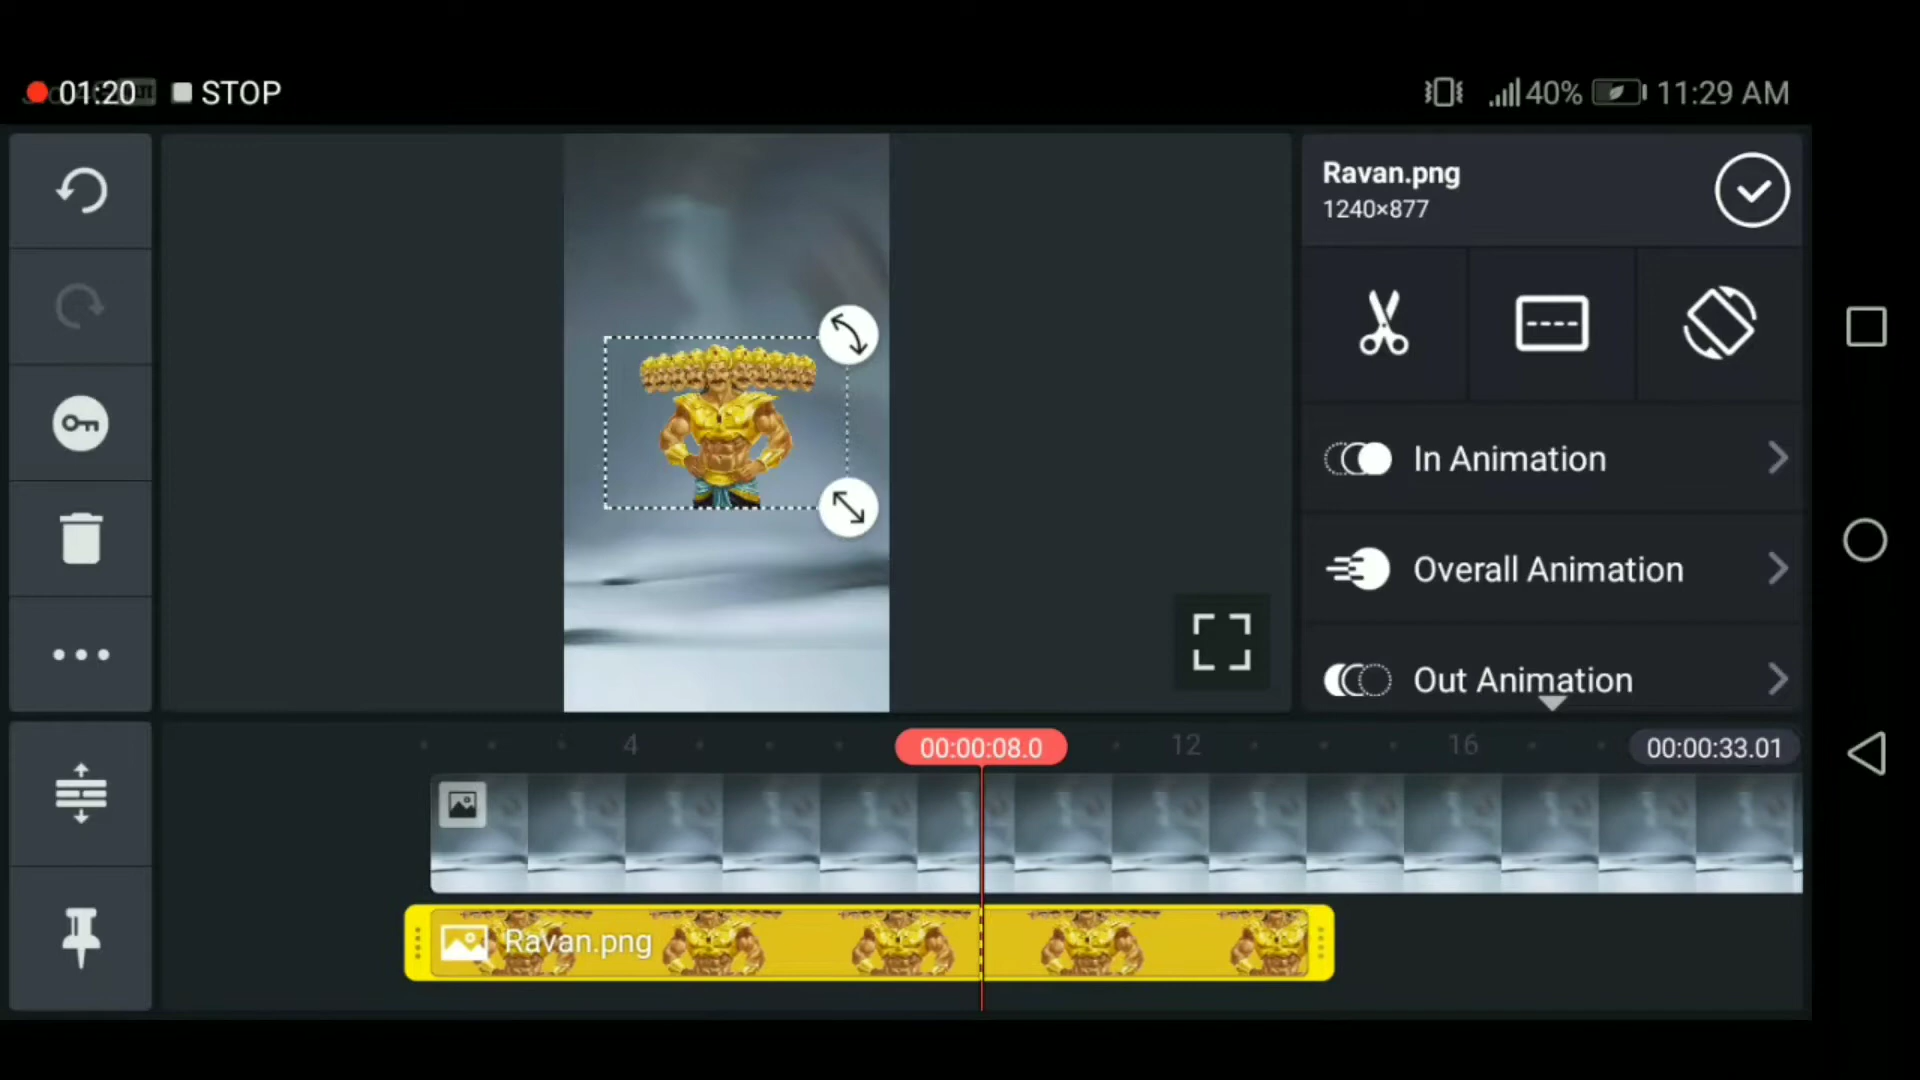 01:20 STOP
40% 11:29 AM
Ravan.png
1240×877
In Animation
Overall Animation
Out Animation
4
00:00:08.0
12
16
00:00:33.01
Ravan.png